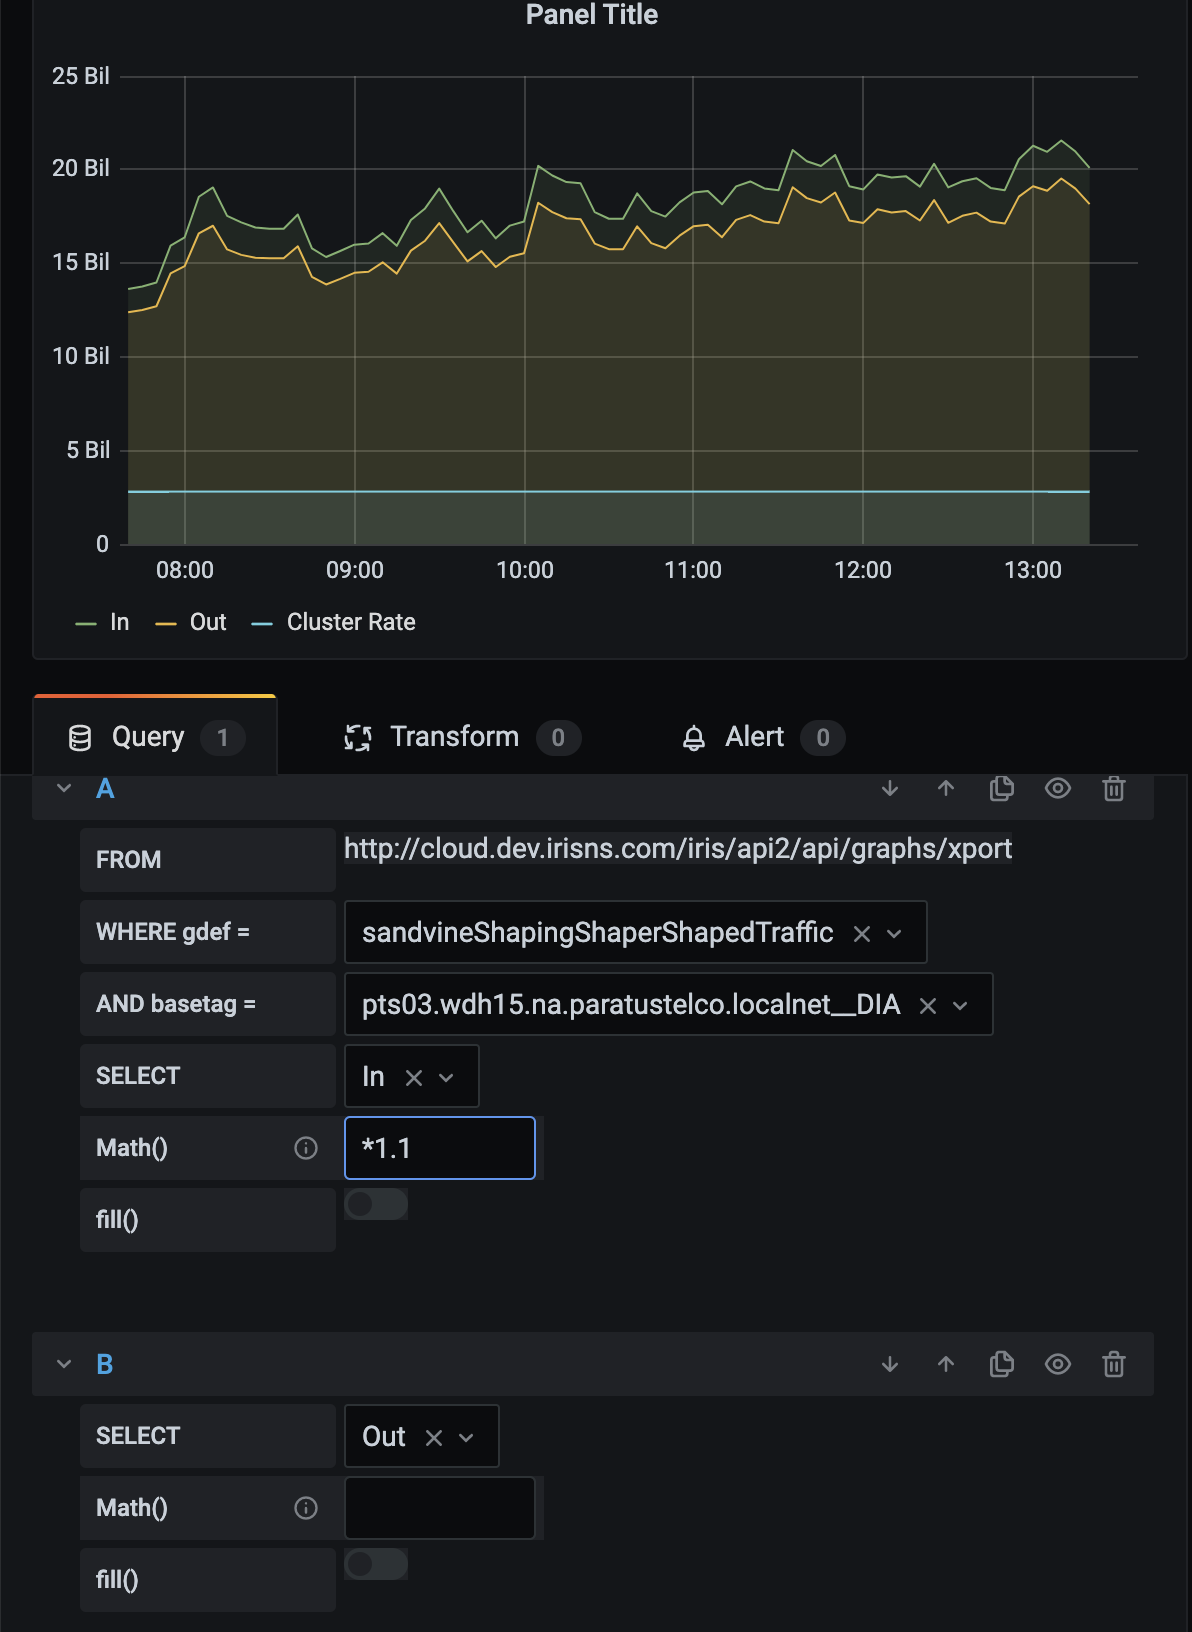 Panel Title
25 Bil
20 Bil
15 Bil
10 Bil
5 Bil
0
08:00 09:00 10:00 11:00 12:00 13:00
In Out Cluster Rate
Query 1 Transform 0 Alert 0
A
FROM http://cloud.dev.irisns.com/iris/api2/api/graphs/xport
WHERE gdef = sandvineShapingShaperShapedTraffic
AND basetag = pts03.wdh15.na.paratustelco.localnet__DIA
SELECT In
Math() *1.1
fill()
B
SELECT Out
Math()
fill()